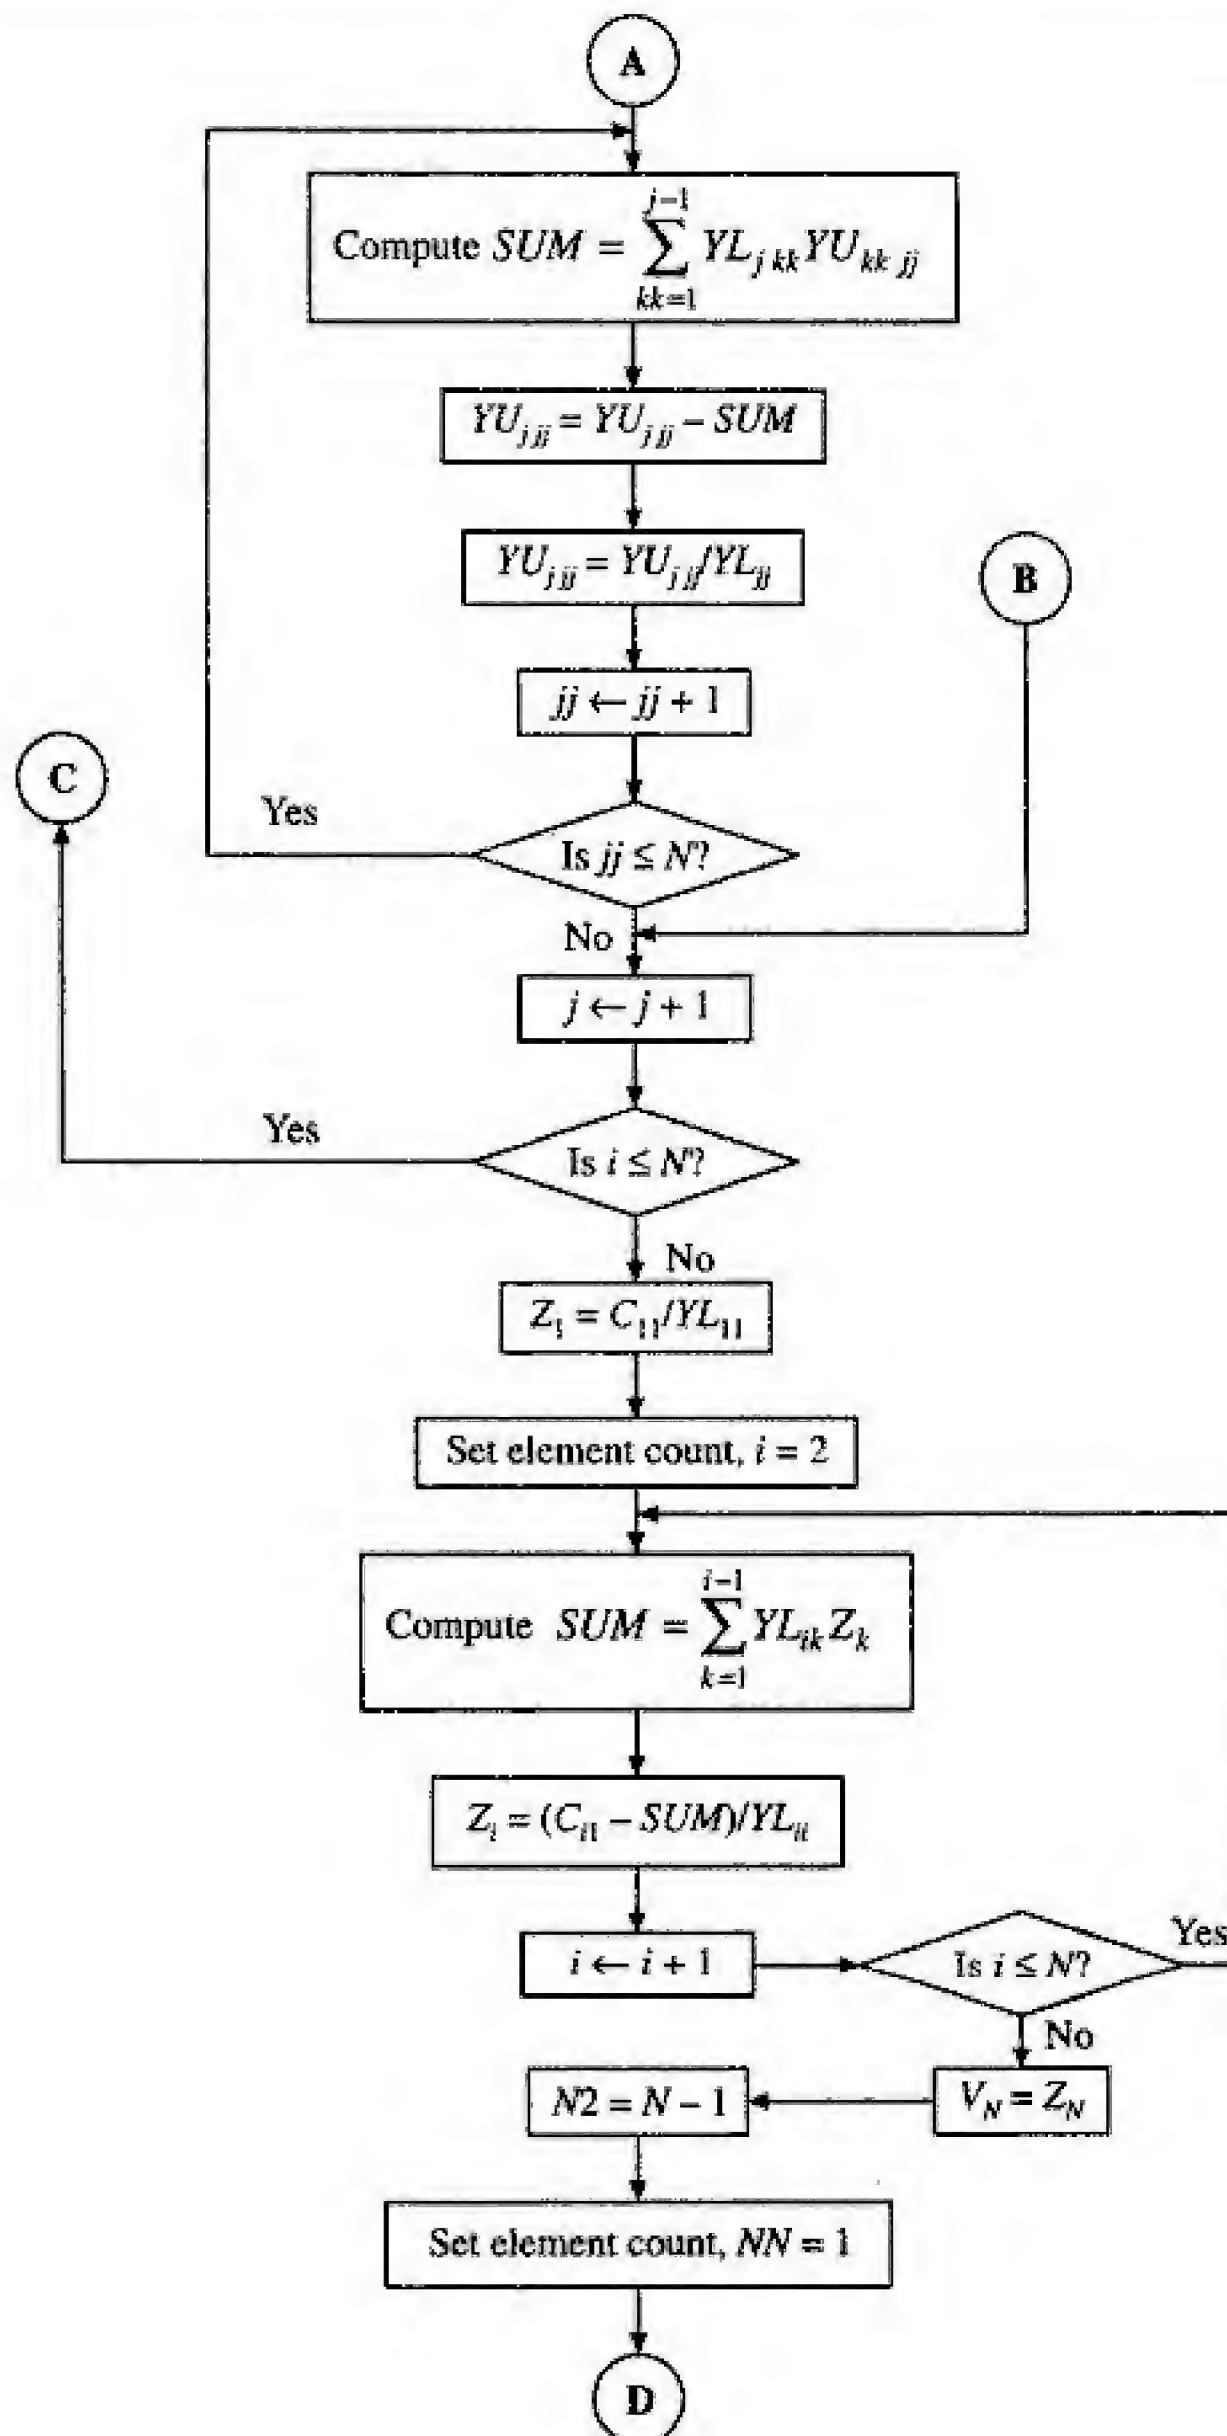 A
Compute SUM = \sum_{kk=1}^{j-1} YL_{j kk} YU_{kk jj}
YU_{j jj} = YU_{j jj} – SUM
YU_{j jj} = YU_{j jj}/YL_{jj}
B
jj ← jj + 1
C
Yes
Is jj ≤ N?
No
j ← j + 1
Yes
Is i ≤ N?
No
Z_1 = C_{11}/YL_{11}
Set element count, i = 2
Compute SUM = \sum_{k=1}^{i-1} YL_{ik} Z_k
Z_i = (C_{i1} – SUM)/YL_{ii}
i ← i + 1
Is i ≤ N?
Yes
No
N2 = N – 1
V_N = Z_N
Set element count, NN = 1
D